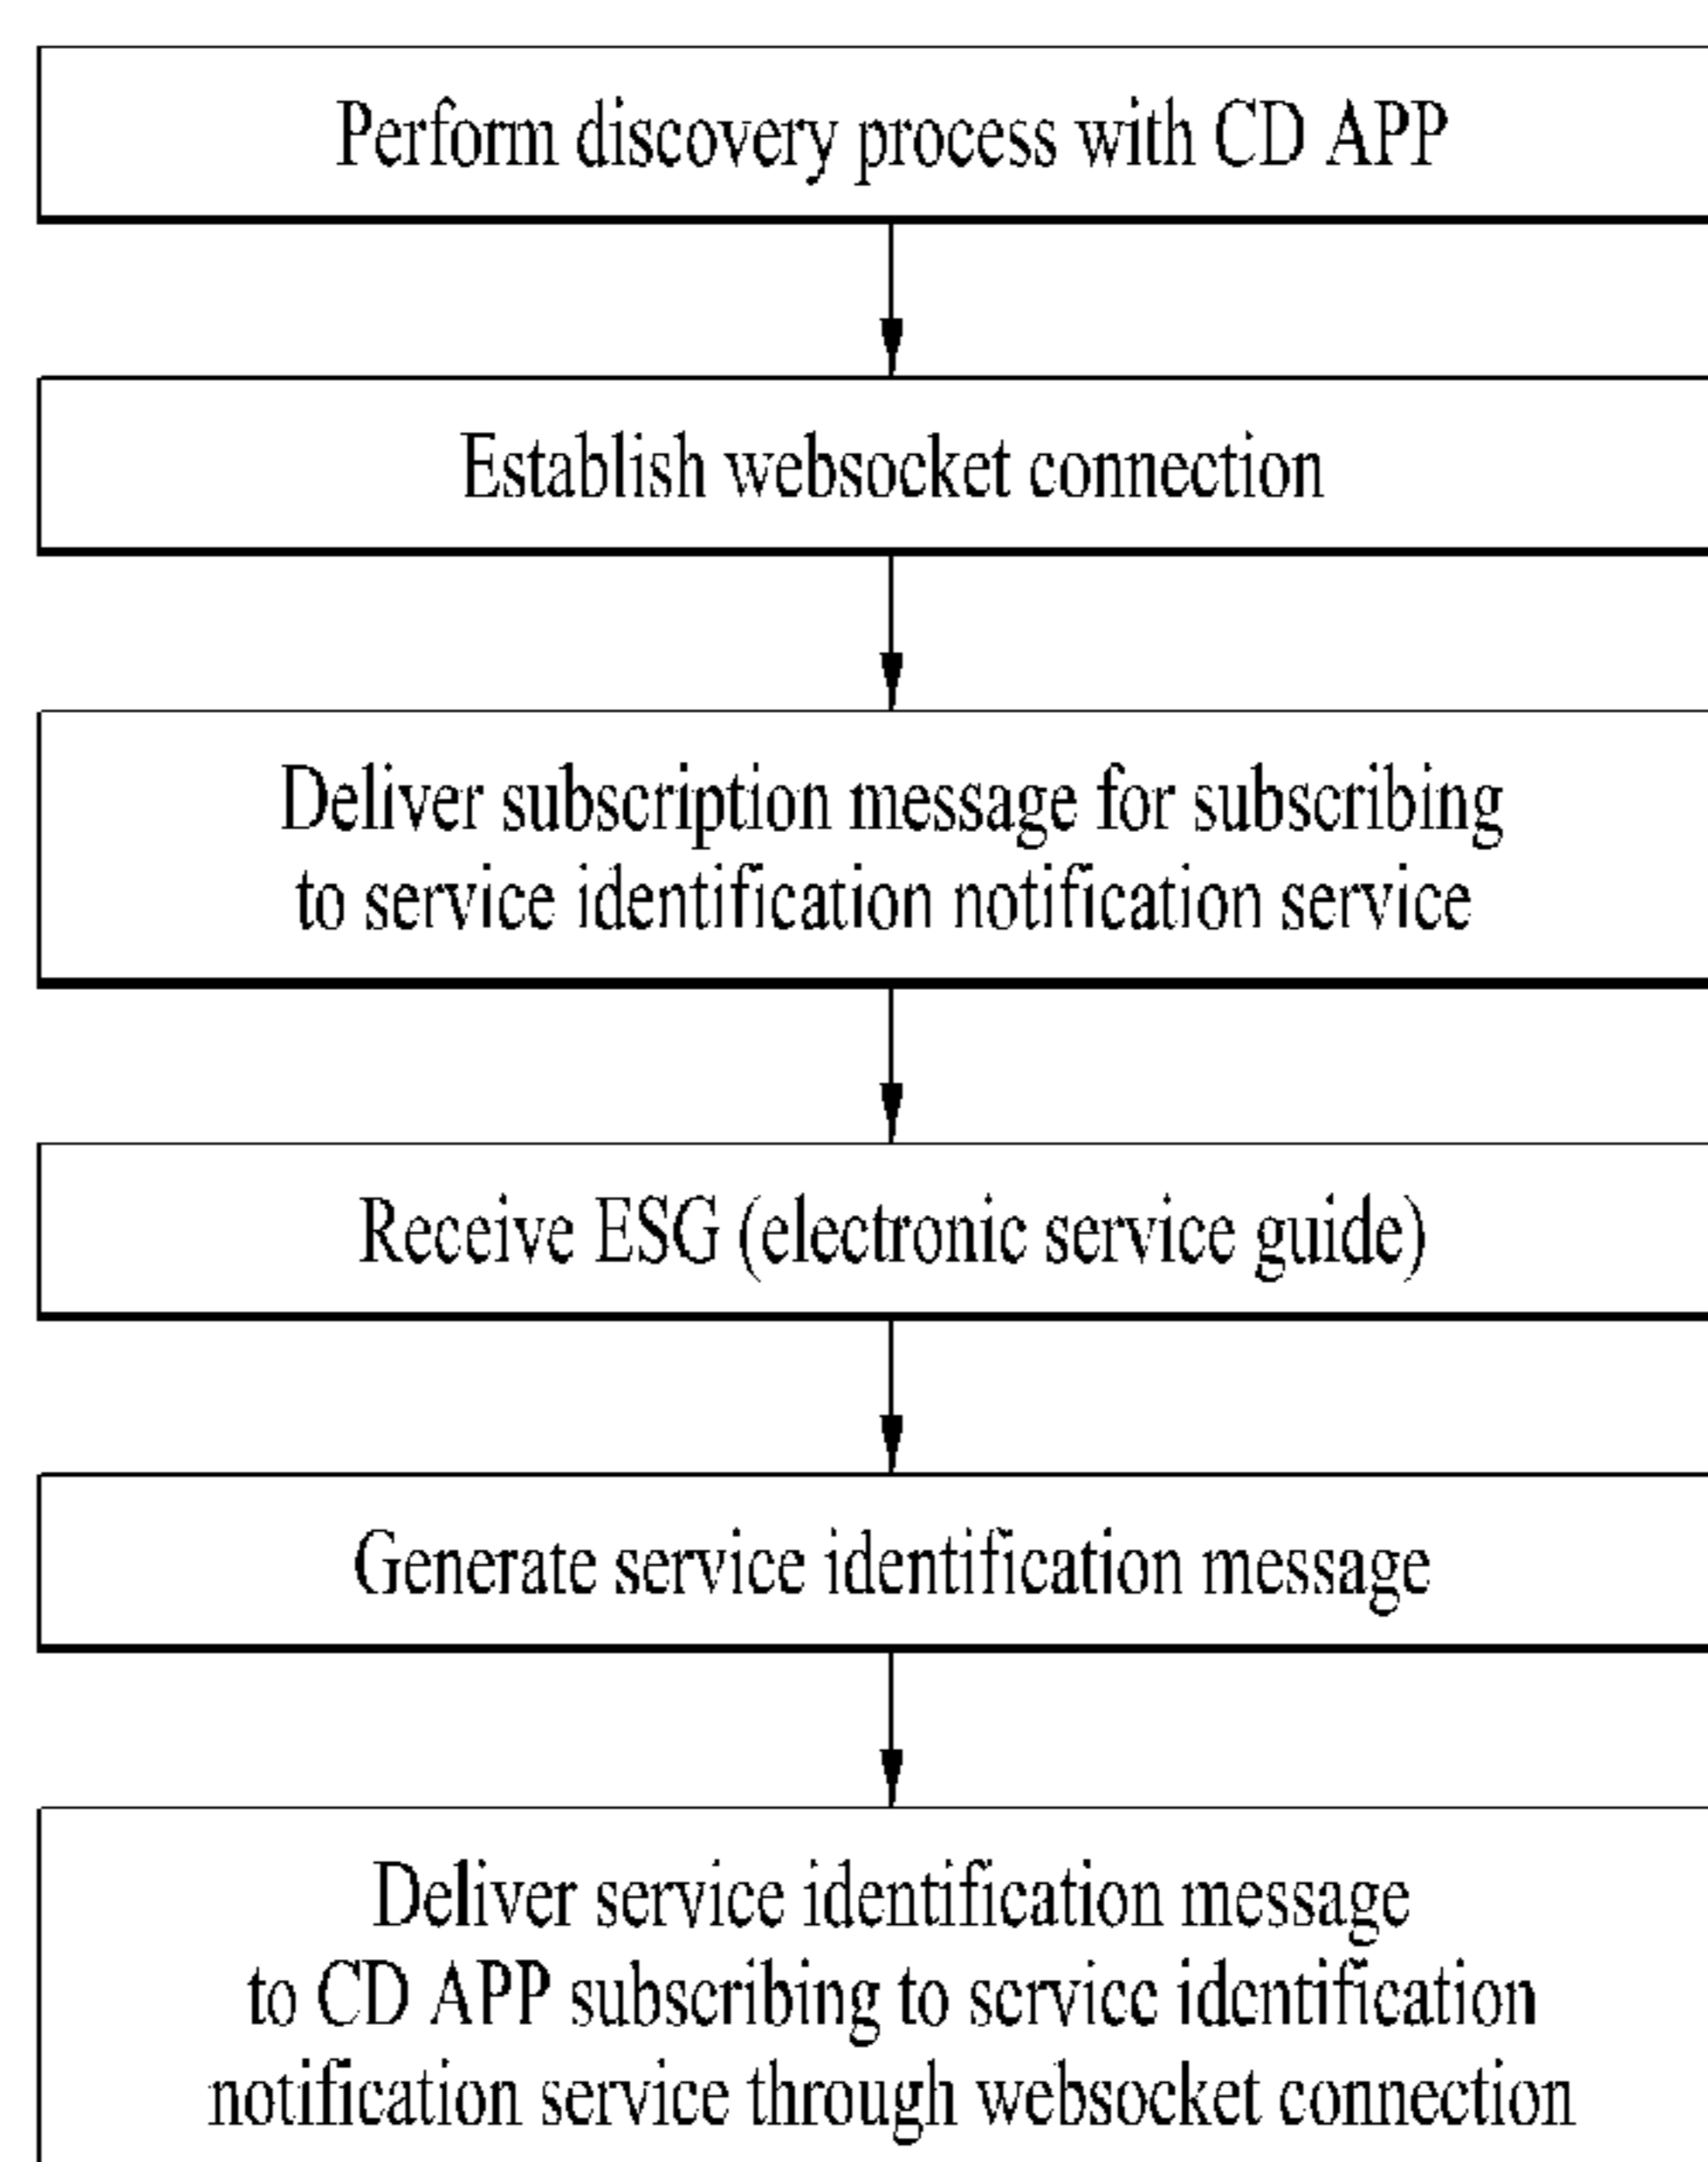 Perform discovery process with CD APP
Establish websocket connection
Deliver subscription message for subscribing
to service identification notification service
Receive ESG (electronic service guide)
Generate service identification message
Deliver service identification message
to CD APP subscribing to service identification
notification service through websocket connection